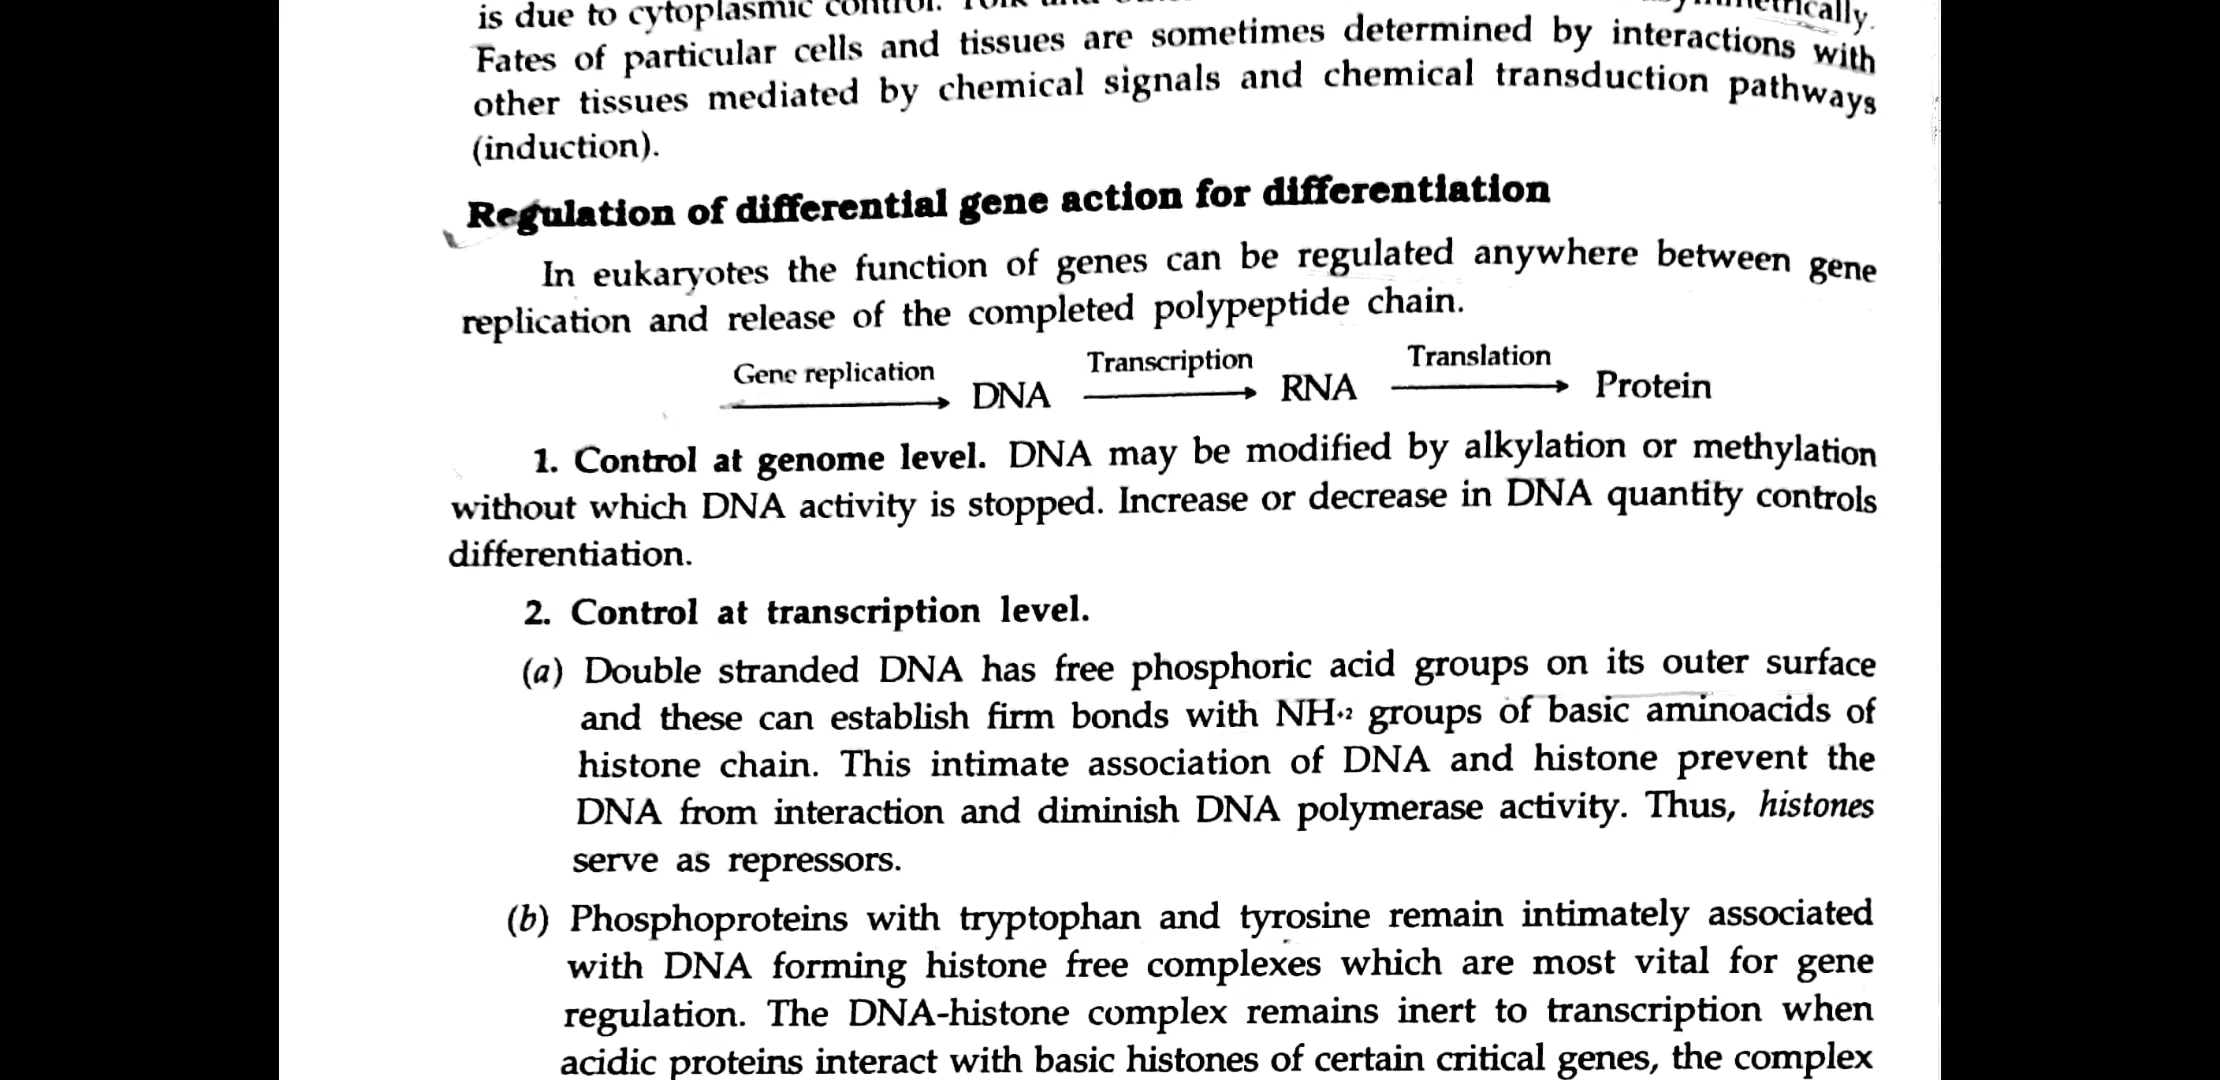 is due to cytoplasmic control.
Fates of particular cells and tissues are sometimes determined by interactions with
other tissues mediated by chemical signals and chemical transduction pathways
(induction).
Regulation of differential gene action for differentiation
In eukaryotes the function of genes can be regulated anywhere between gene
replication and release of the completed polypeptide chain.
Gene replication DNA Transcription RNA Translation Protein
1. Control at genome level. DNA may be modified by alkylation or methylation
without which DNA activity is stopped. Increase or decrease in DNA quantity controls
differentiation.
2. Control at transcription level.
(a) Double stranded DNA has free phosphoric acid groups on its outer surface
and these can establish firm bonds with NH+2 groups of basic aminoacids of
histone chain. This intimate association of DNA and histone prevent the
DNA from interaction and diminish DNA polymerase activity. Thus, histones
serve as repressors.
(b) Phosphoproteins with tryptophan and tyrosine remain intimately associated
with DNA forming histone free complexes which are most vital for gene
regulation. The DNA-histone complex remains inert to transcription when
acidic proteins interact with basic histones of certain critical genes, the complex